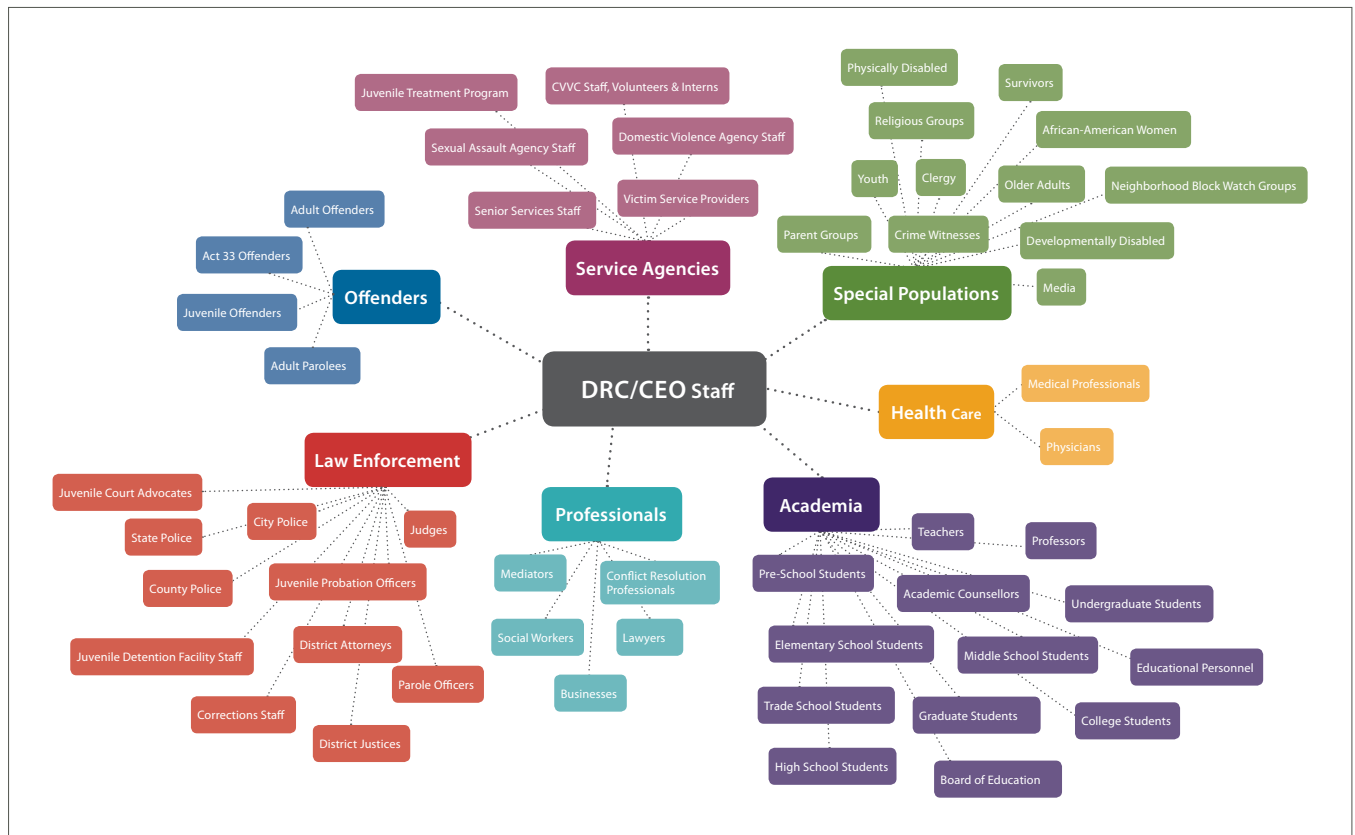 Physically Disabled
Survivors
Juvenile Treatment Program
CVVC Staff, Volunteers & Interns
Religious Groups
African-American Women
Sexual Assault Agency Staff
Domestic Violence Agency Staff
Youth
Clergy
Older Adults
Neighborhood Block Watch Groups
Senior Services Staff
Victim Service Providers
Adult Offenders
Parent Groups
Crime Witnesses
Developmentally Disabled
Act 33 Offenders
Service Agencies
Offenders
Special Populations
Media
Juvenile Offenders
Adult Parolees
DRC/CEO Staff
Medical Professionals
Health Care
Physicians
Law Enforcement
Juvenile Court Advocates
City Police
Judges
State Police
Professionals
Academia
Teachers
Professors
County Police
Juvenile Probation Officers
Mediators
Conflict Resolution
Professionals
Pre-School Students
Academic Counsellors
Undergraduate Students
Juvenile Detention Facility Staff
District Attorneys
Social Workers
Lawyers
Elementary School Students
Middle School Students
Educational Personnel
Parole Officers
Businesses
Corrections Staff
Trade School Students
Graduate Students
College Students
District Justices
High School Students
Board of Education